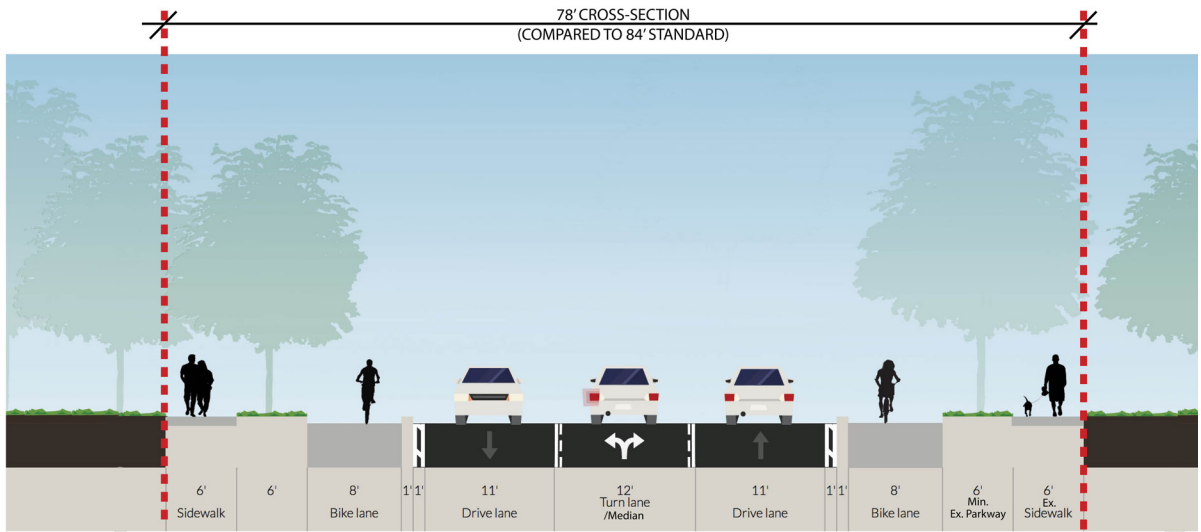 78' CROSS-SECTION
(COMPARED TO 84' STANDARD)
6'
Sidewalk
6'
8'
Bike lane
1'
1'
11'
Drive lane
12'
Turn lane
/Median
11'
Drive lane
1'
1'
8'
Bike lane
6'
Min.
Ex. Parkway
6'
Ex.
Sidewalk